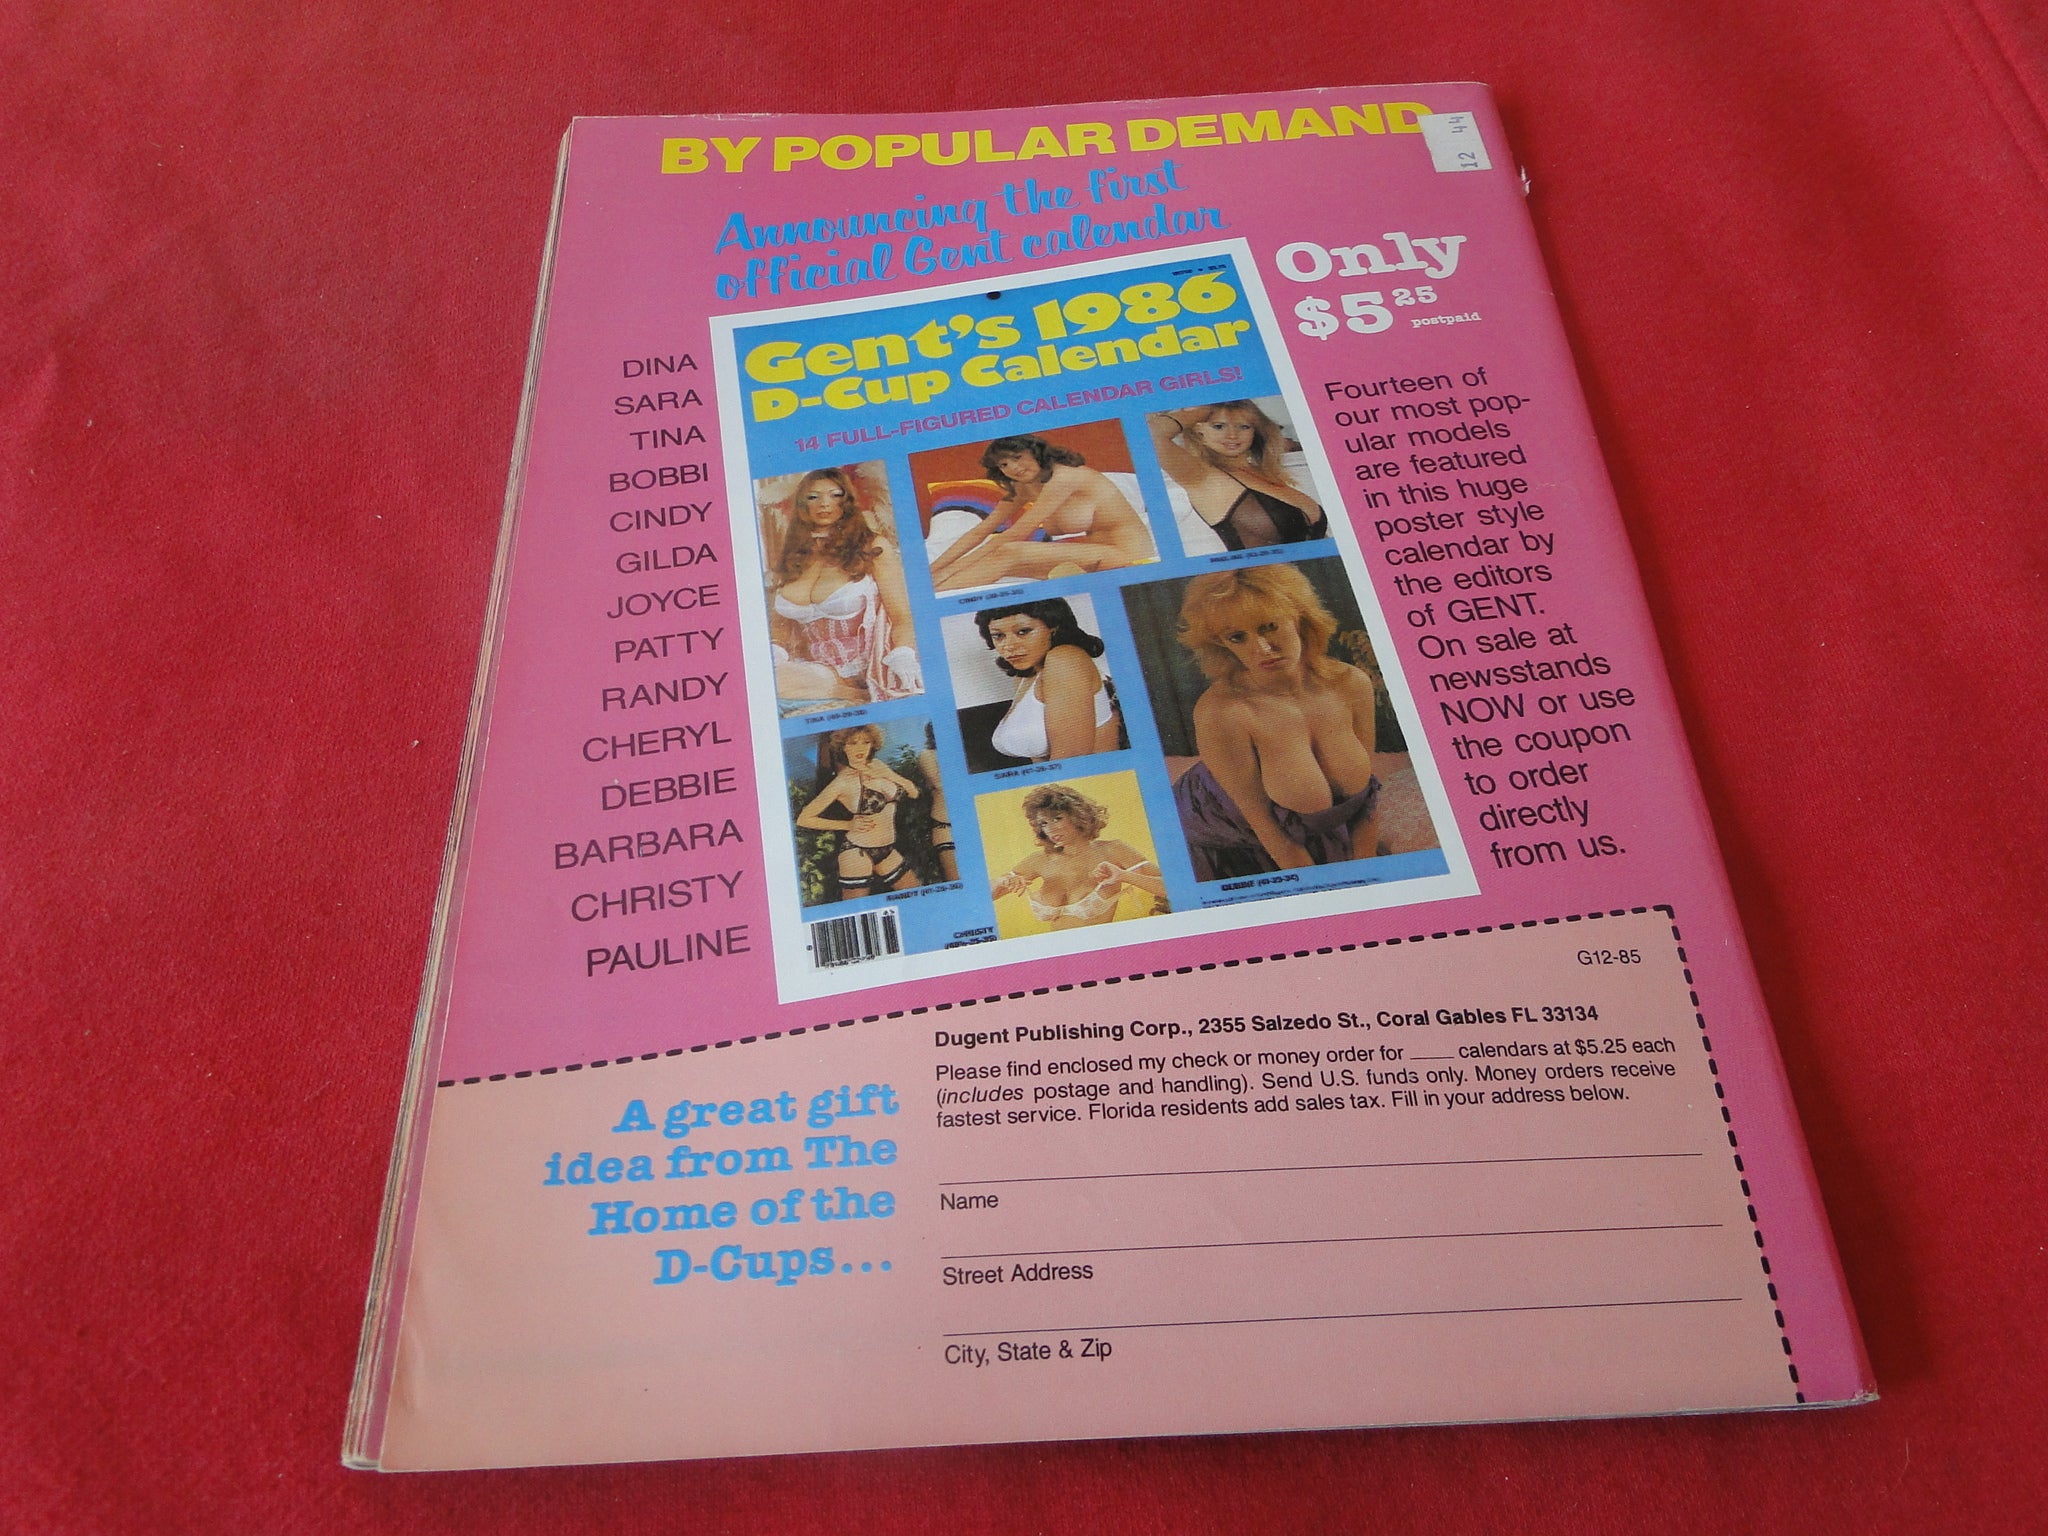 BY POPULAR DEMAND
12 44
Announcing the first
official Gent calendar
Only
$5 25
postpaid
Gent's 1986
D-Cup Calendar
14 FULL-FIGURED CALENDAR GIRLS!
DINA
SARA
TINA
BOBBI
CINDY
GILDA
JOYCE
PATTY
RANDY
CHERYL
DEBBIE
BARBARA
CHRISTY
PAULINE
CHRISTY
Fourteen of
our most pop-
ular models
are featured
in this huge
poster style
calendar by
the editors
of GENT.
On sale at
newsstands
NOW or use
the coupon
to order
directly
from us.
G12-85
Dugent Publishing Corp., 2355 Salzedo St., Coral Gables FL 33134
Please find enclosed my check or money order for ____ calendars at $5.25 each
(includes postage and handling). Send U.S. funds only. Money orders receive
fastest service. Florida residents add sales tax. Fill in your address below.
A great gift
idea from The
Home of the
D-Cups...
Name
Street Address
City, State & Zip